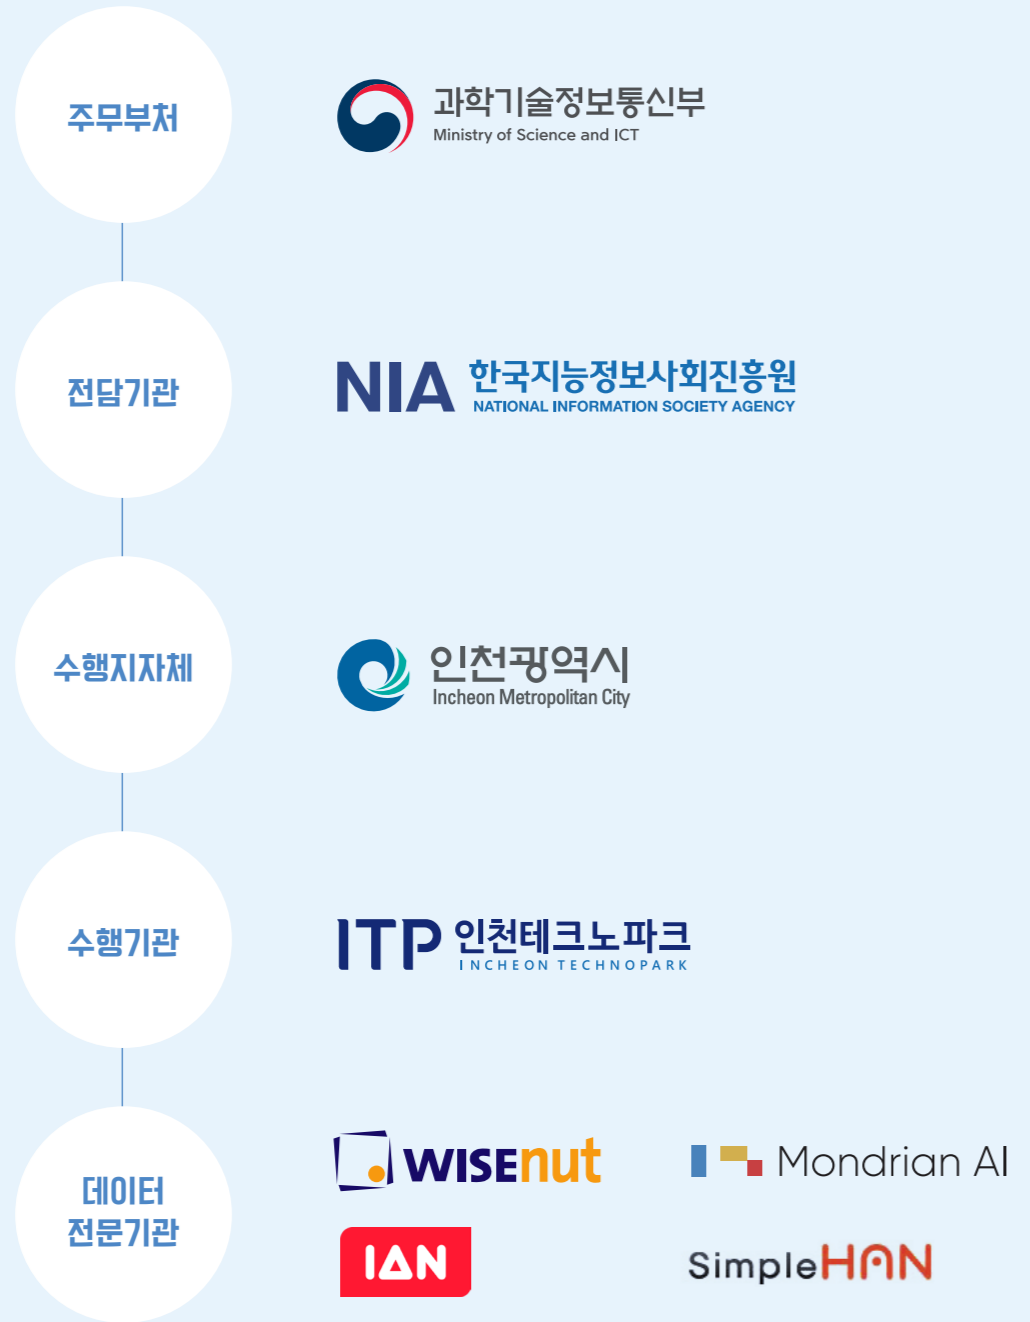 주무부처
과학기술정보통신부
Ministry of Science and ICT
전담기관
NIA 한국지능정보사회진흥원
NATIONAL INFORMATION SOCIETY AGENCY
수행지자체
인천광역시
Incheon Metropolitan City
수행기관
ITP 인천테크노파크
INCHEON TECHNOPARK
데이터
전문기관
WISEnut
Mondrian AI
IAN
SimpleHAN